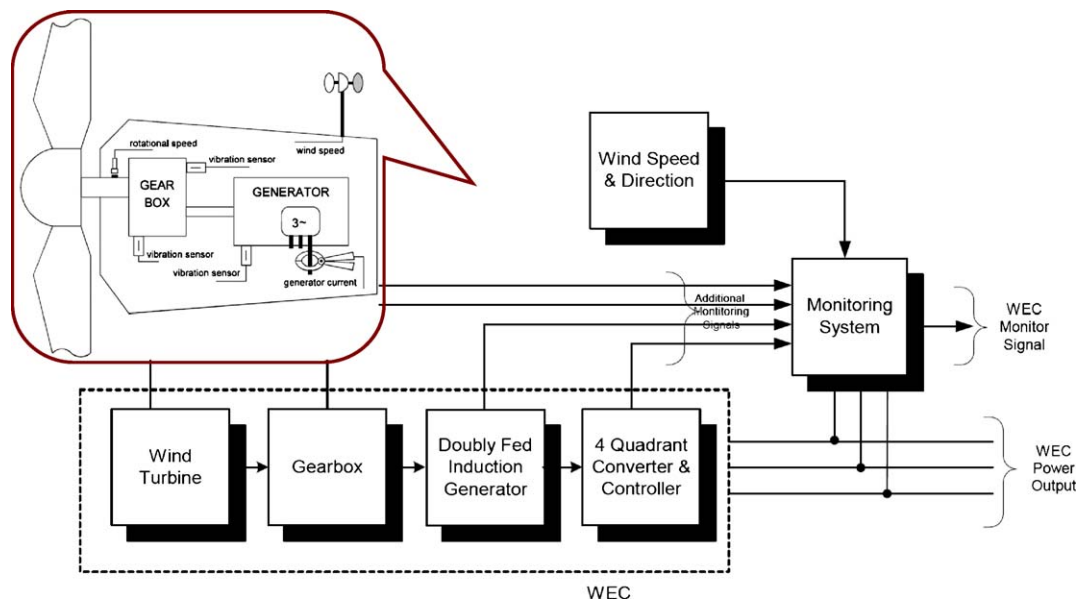 rotational speed
vibration sensor
wind speed
GEAR
BOX
GENERATOR
3~
vibration sensor
vibration sensor
generator current
Wind Speed
& Direction
Additional
Monitoring
Signals
Monitoring
System
WEC
Monitor
Signal
Wind
Turbine
Gearbox
Doubly Fed
Induction
Generator
4 Quadrant
Converter &
Controller
WEC
Power
Output
WEC